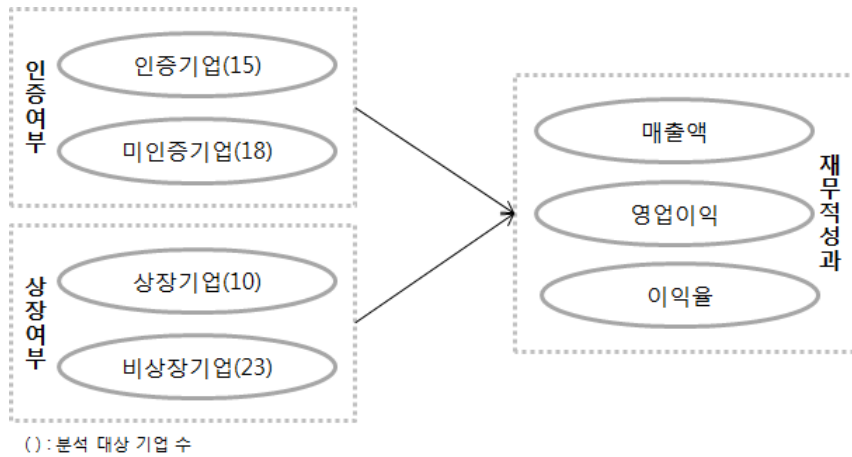 인증여부
인증기업(15)
미인증기업(18)
상장여부
상장기업(10)
비상장기업(23)
재무적성과
매출액
영업이익
이익율
( ) : 분석 대상 기업 수